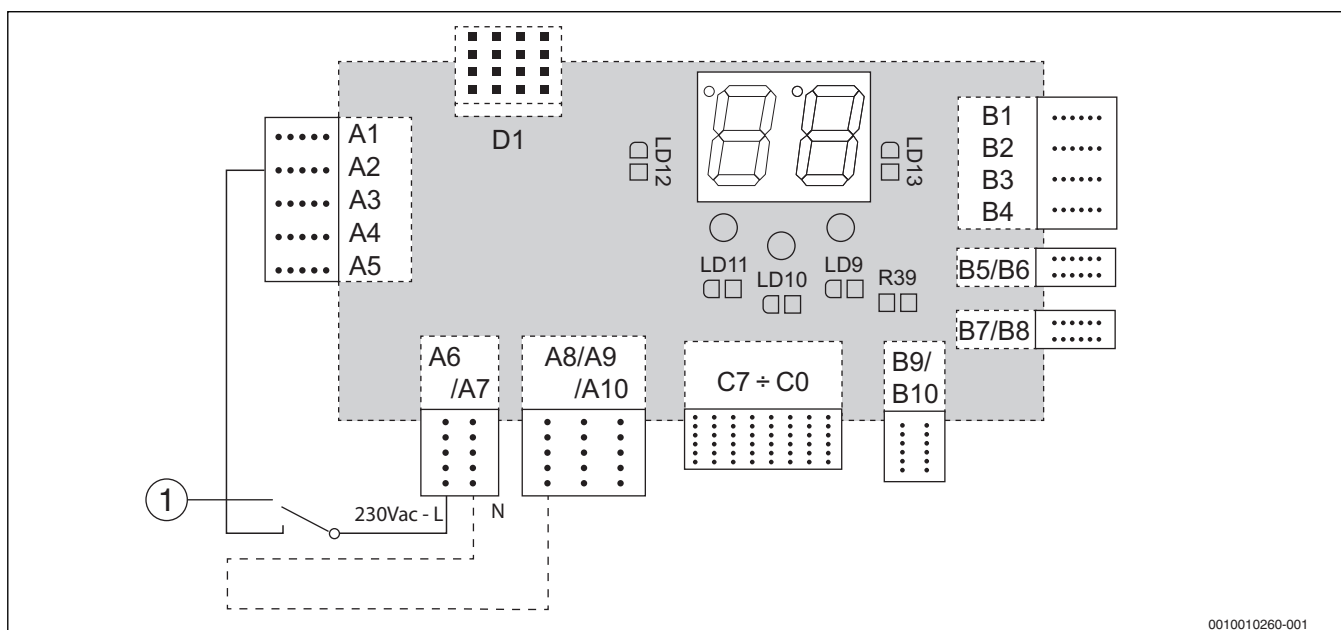 D1
A1
A2
A3
A4
A5
LD12
LD13
B1
B2
B3
B4
LD11
LD10
LD9
R39
B5/B6
B7/B8
A6
/A7
A8/A9
/A10
C7 ÷ C0
B9/
B10
1
230Vac - L
N
0010010260-001